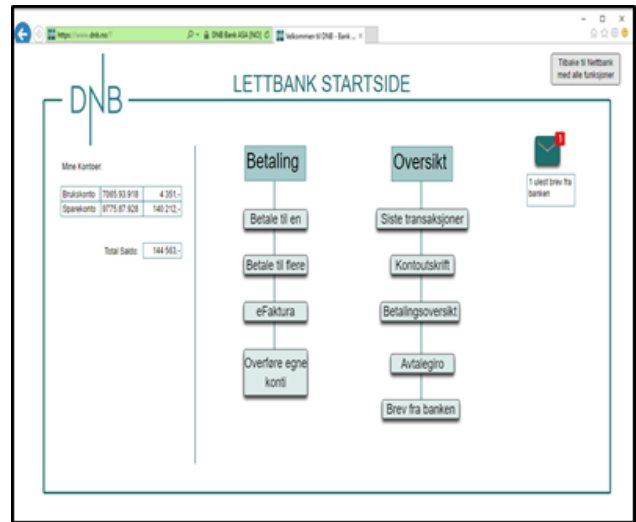 https://www.dnb.no/
DNB Bank ASA [NO]
Velkommen til DNB - Bank ...
Tilbake til Nettbank
med alle funksjoner
DNB
LETTBANK STARTSIDE
Mine Kontoer:
Brukskonto 7065.93.918 4 351,-
Sparekonto 9775.87.928 140 212,-
Total Saldo: 144 563,-
Betaling
Betale til en
Betale til flere
eFaktura
Overføre egne
konti
Oversikt
Siste transaksjoner
Kontoutskrift
Betalingsoversikt
Avtalegiro
Brev fra banken
1
1 ulest brev fra
banken